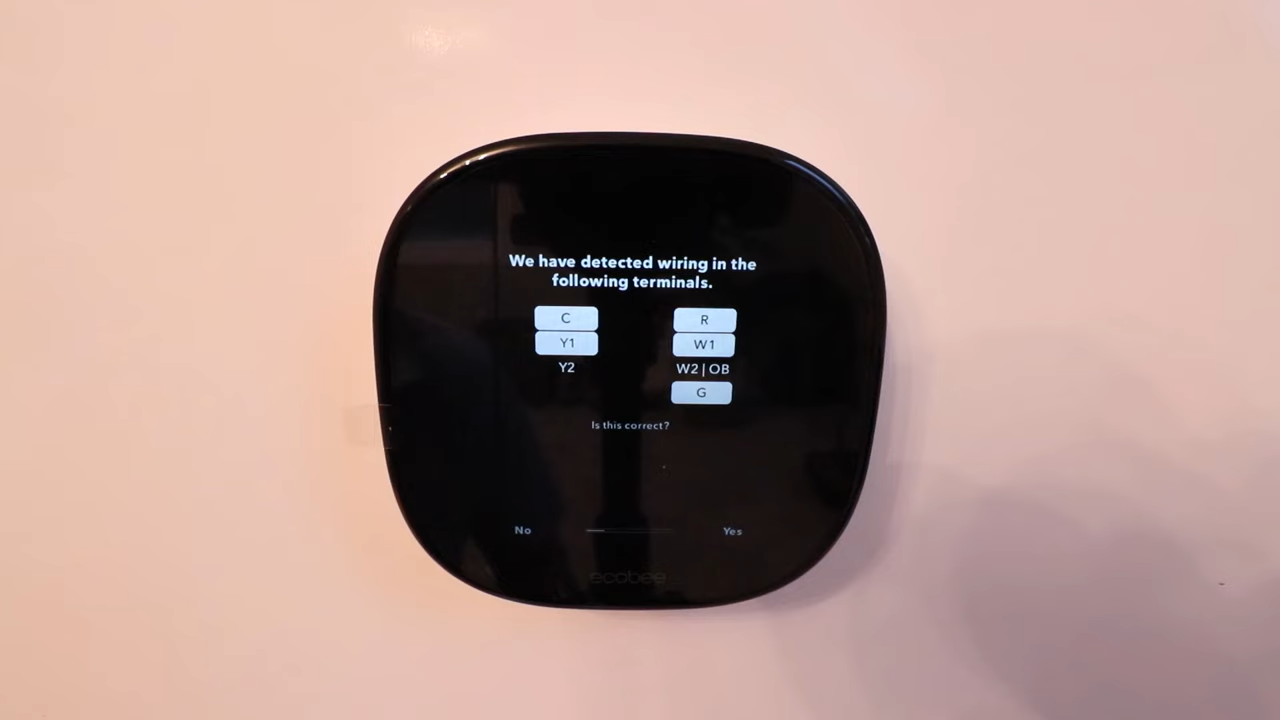 We have detected wiring in the
following terminals.
C R
Y1 W1
Y2 W2 | OB
G
Is this correct?
No Yes
ecobee